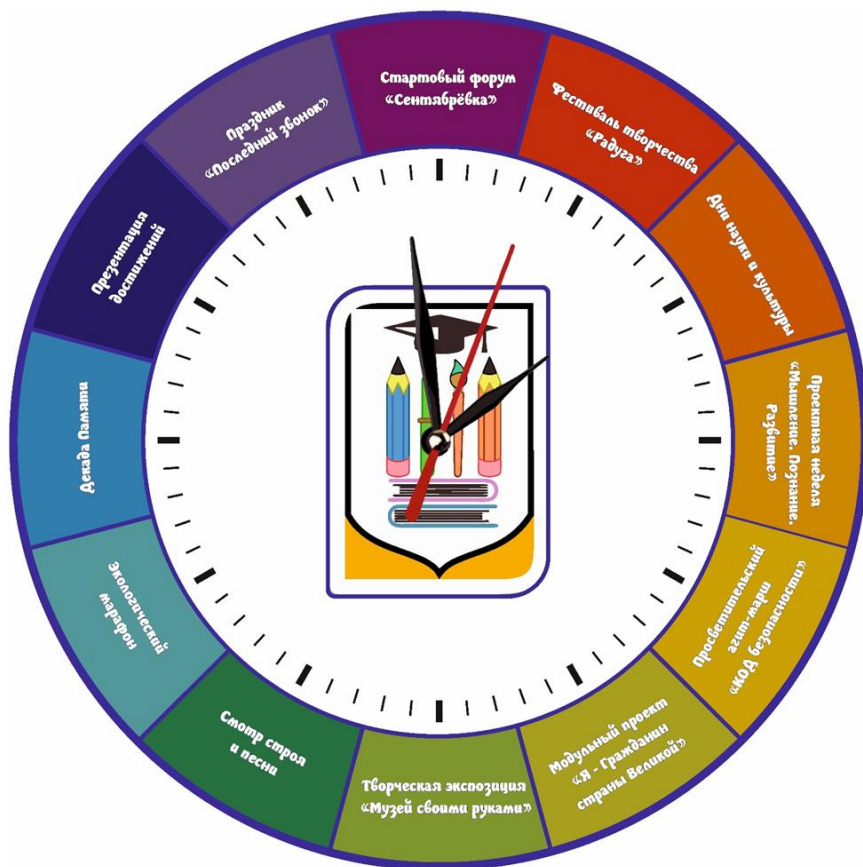 Стартовый форум
«Сентябрёвка»
Фестиваль творчества
«Радуга»
Дни науки и культуры
Проектная неделя
«Мышление. Познание.
Развитие»
Просветительский
агит-марш
«КОД безопасности»
Модульный проект
«Я - Гражданин
страны Великой»
Творческая экспозиция
«Музей своими руками»
Смотр строя
и песни
Экологический
марафон
Декада Памяти
Презентация
достижений
Праздник
«Последний звонок»